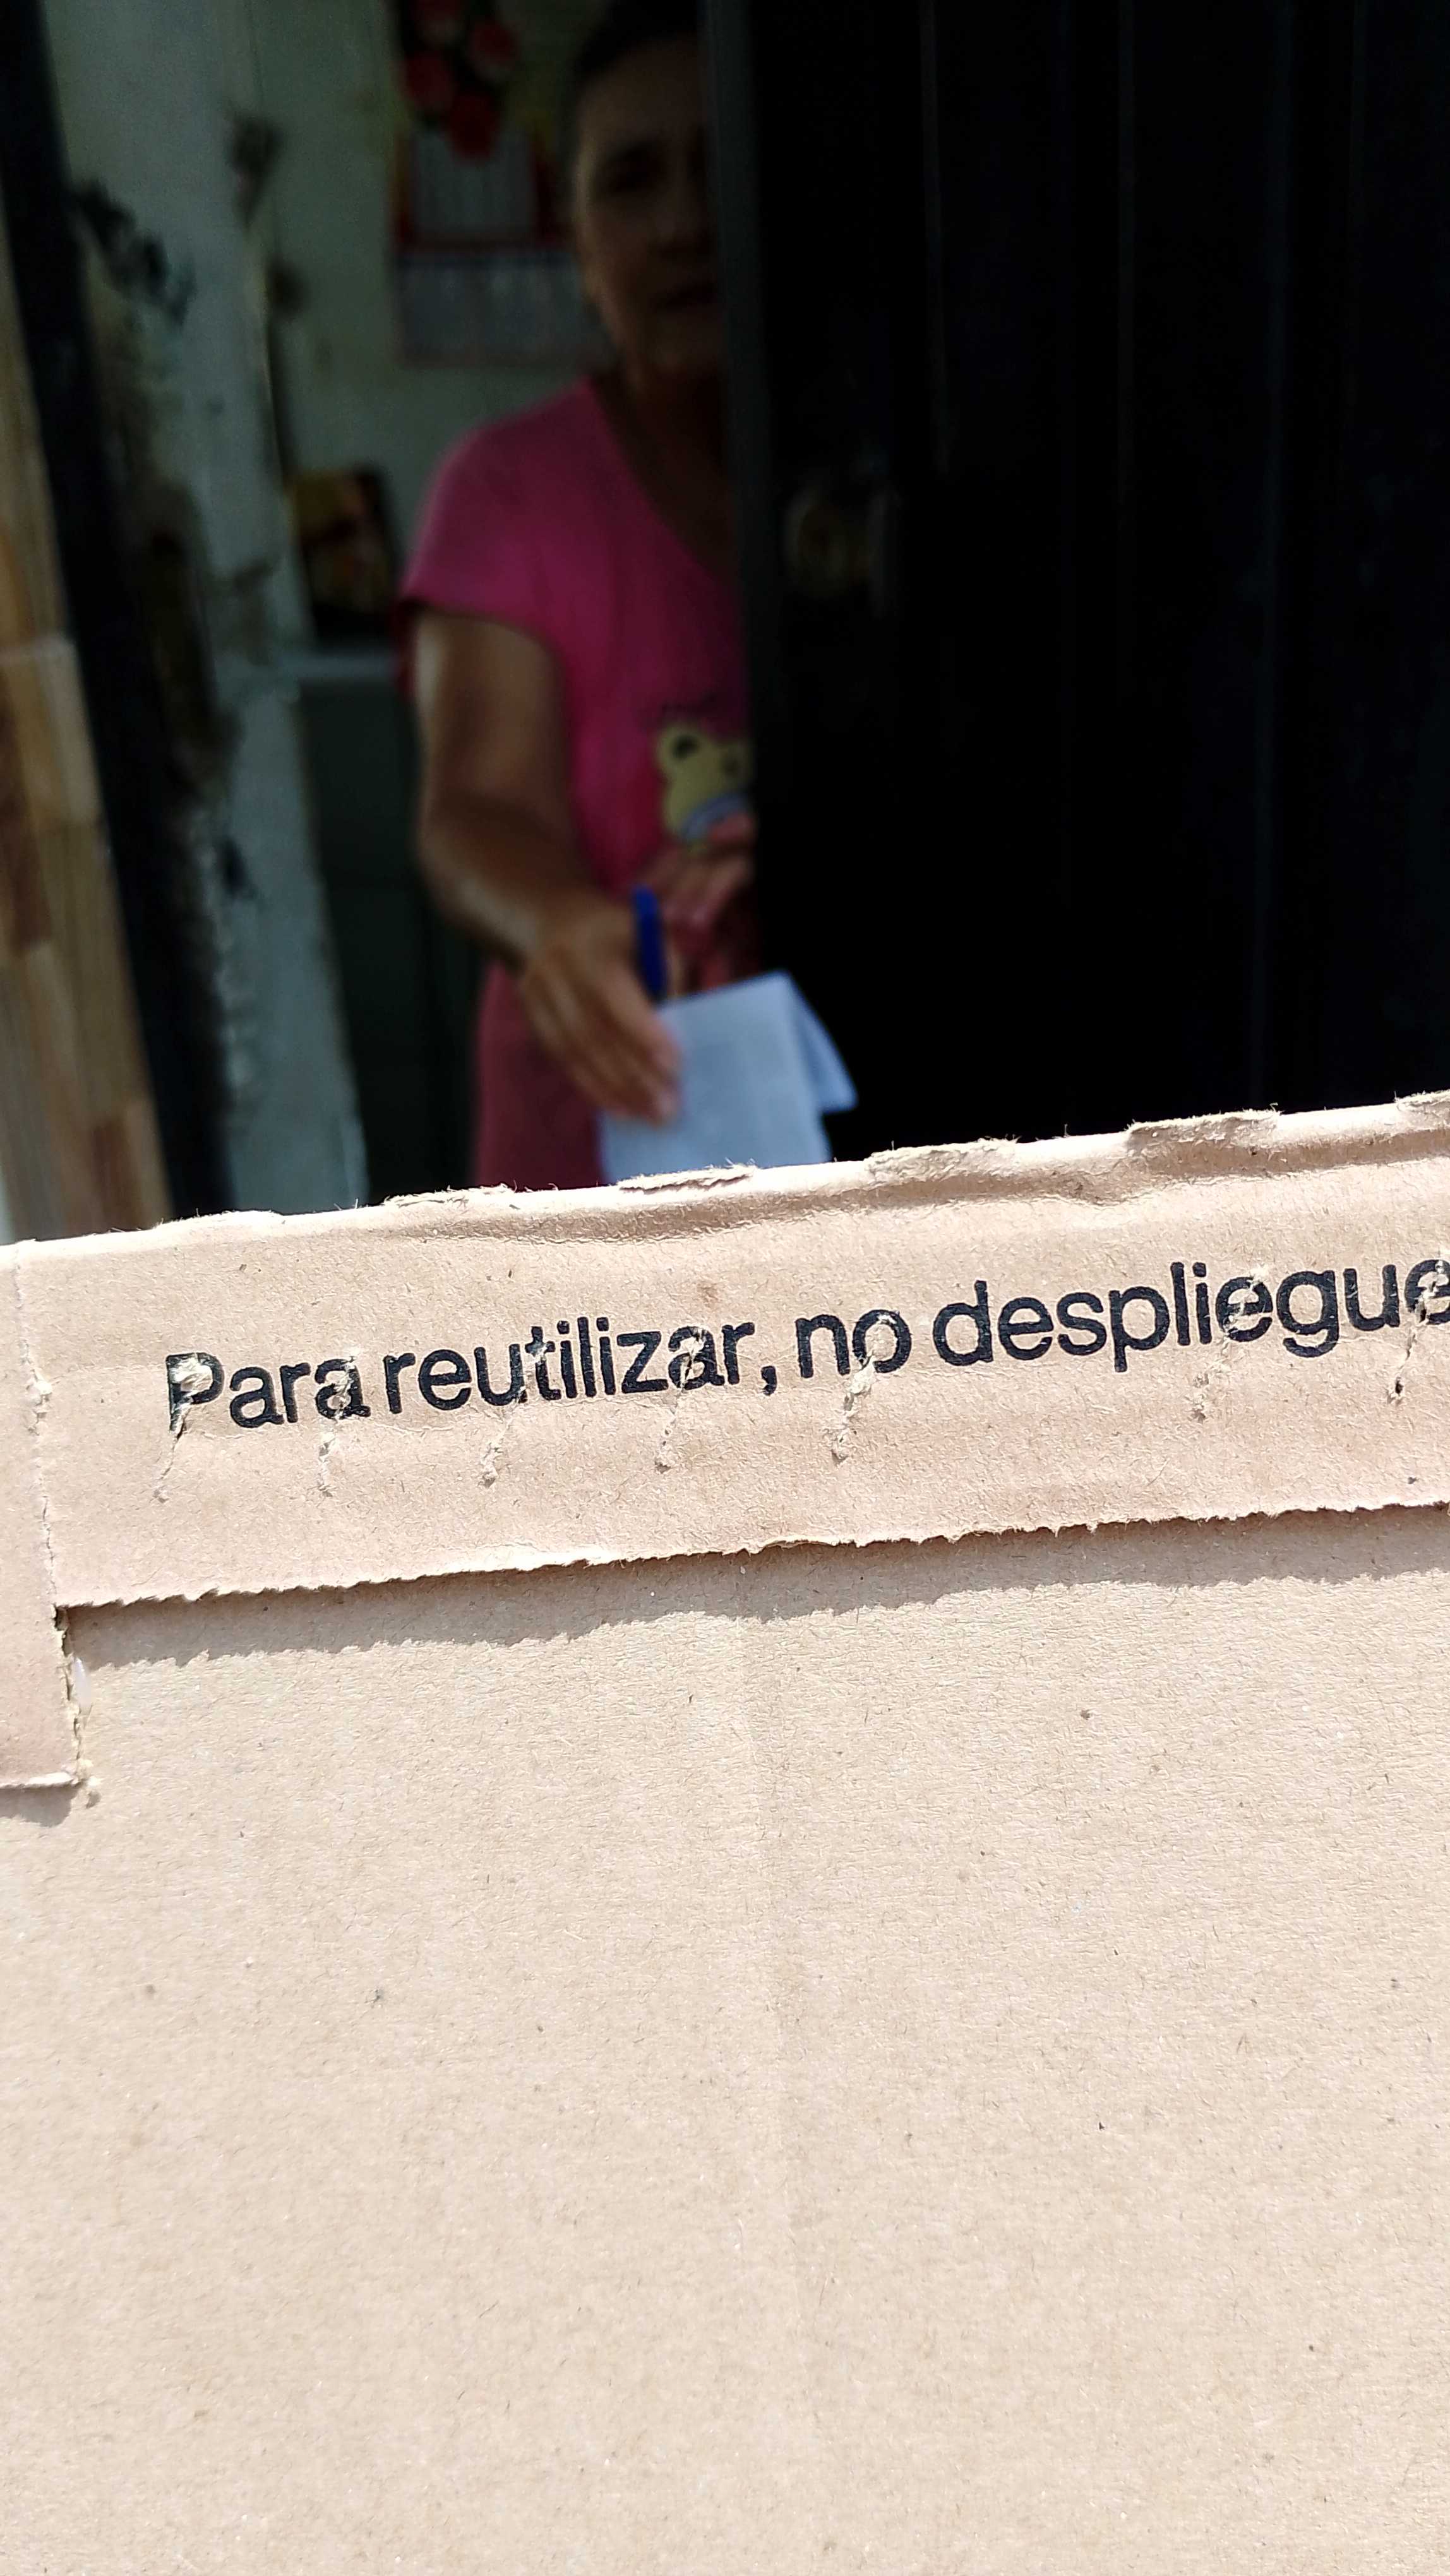 Para reutilizar, no despliegue